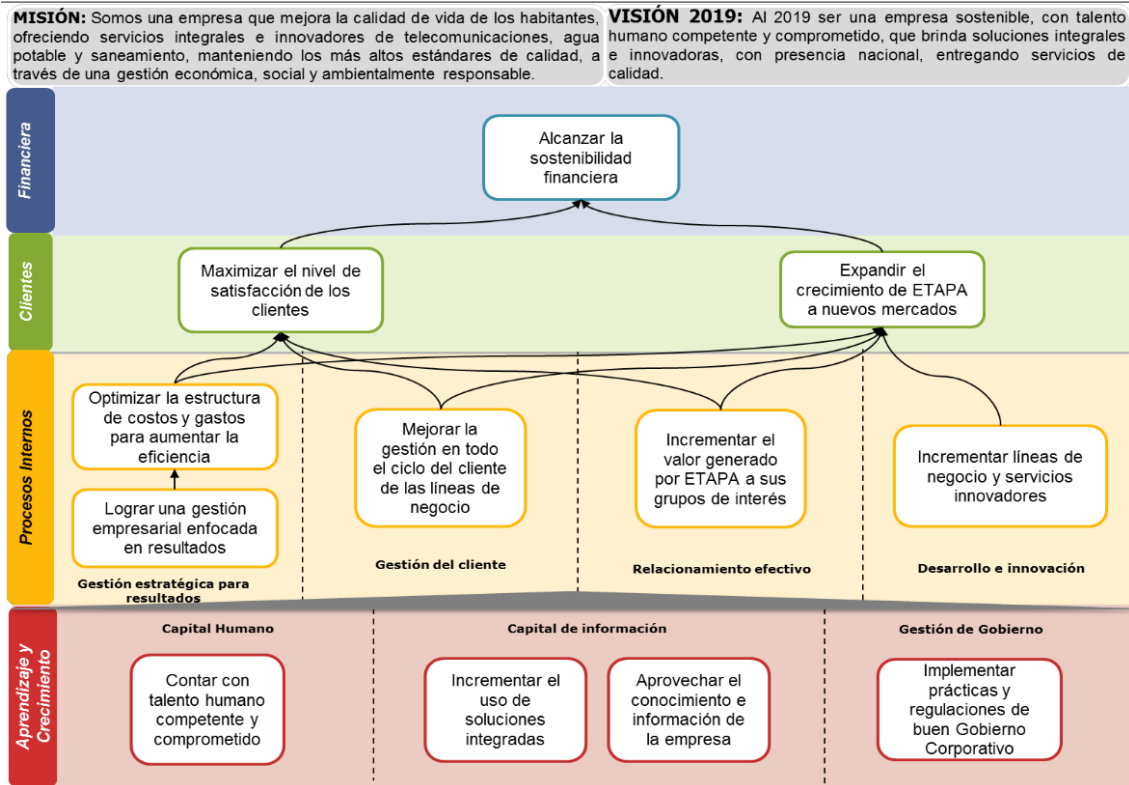 MISIÓN: Somos una empresa que mejora la calidad de vida de los habitantes,
ofreciendo servicios integrales e innovadores de telecomunicaciones, agua
potable y saneamiento, manteniendo los más altos estándares de calidad, a
través de una gestión económica, social y ambientalmente responsable.
VISIÓN 2019: Al 2019 ser una empresa sostenible, con talento
humano competente y comprometido, que brinda soluciones integrales
e innovadoras, con presencia nacional, entregando servicios de
calidad.
Financiera
Alcanzar la
sostenibilidad
financiera
Clientes
Maximizar el nivel de
satisfacción de los
clientes
Expandir el
crecimiento de ETAPA
a nuevos mercados
Procesos Internos
Optimizar la estructura
de costos y gastos
para aumentar la
eficiencia
Lograr una gestión
empresarial enfocada
en resultados
Gestión estratégica para
resultados
Mejorar la
gestión en todo
el ciclo del cliente
de las líneas de
negocio
Gestión del cliente
Incrementar el
valor generado
por ETAPA a sus
grupos de interés
Relacionamiento efectivo
Incrementar líneas de
negocio y servicios
innovadores
Desarrollo e innovación
Aprendizaje y
Crecimiento
Capital Humano
Contar con
talento humano
competente y
comprometido
Capital de información
Incrementar el
uso de
soluciones
integradas
Aprovechar el
conocimiento e
información de
la empresa
Gestión de Gobierno
Implementar
prácticas y
regulaciones de
buen Gobierno
Corporativo